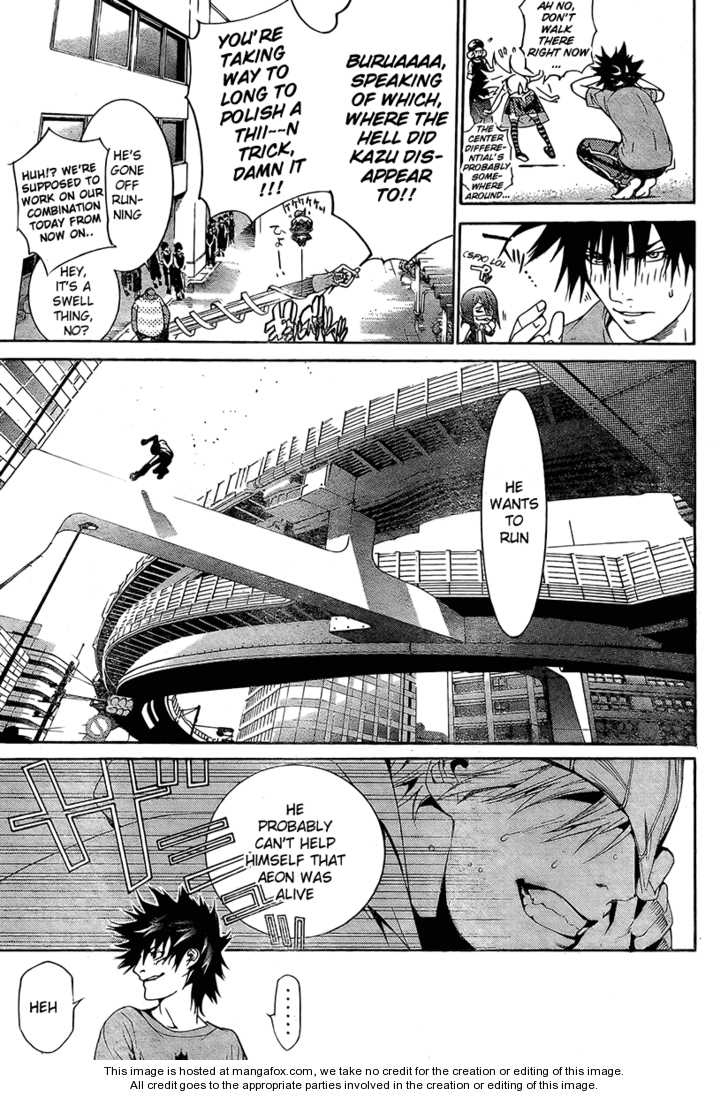 AH NO,
DON'T
WALK
THERE
RIGHT NOW
...
THE
CENTER
DIFFERE-
NTIAL'S
PROBABLY
SOME-
WHERE
AROUND...
(SFX) LOL
BURUAAAA,
SPEAKING
OF WHICH,
WHERE THE
HELL DID
KAZU DIS-
APPEAR
TO!!
YOU'RE
TAKING
WAY TO
LONG TO
POLISH A
THII--N
TRICK,
DAMN IT
!!!
HE'S
GONE
OFF
RUN-
NING
HUH!? WE'RE
SUPPOSED TO
WORK ON OUR
COMBINATION
TODAY FROM
NOW ON..
HEY,
IT'S A
SWELL
THING,
NO?
HE
WANTS
TO
RUN
HE
PROBABLY
CAN'T HELP
HIMSELF THAT
AEON WAS
ALIVE
.....
HEH
This image is hosted at mangafox.com, we take no credit for the creation or editing of this image.
All credit goes to the appropriate parties involved in the creation or editing of this image.